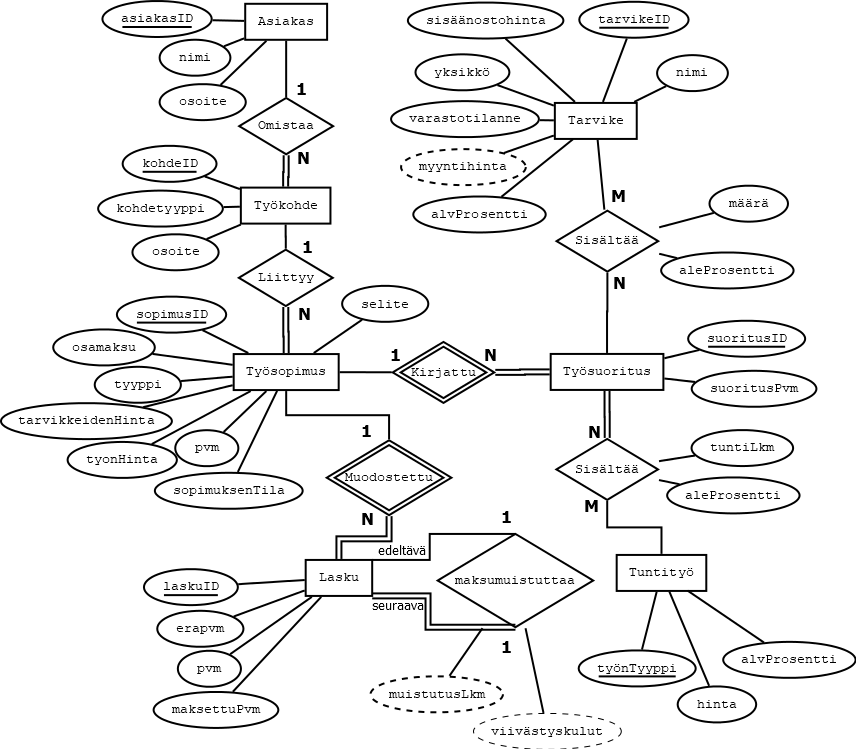 asiakasID
Asiakas
nimi
osoite
1
Omistaa
N
kohdeID
kohdetyyppi
Työkohde
osoite
1
Liittyy
N
sopimusID
selite
osamaksu
tyyppi
Työsopimus
tarvikkeidenHinta
tyonHinta
pvm
sopimuksenTila
1
Kirjattu
N
sisäänostohinta
tarvikeID
yksikkö
nimi
varastotilanne
Tarvike
myyntihinta
alvProsentti
M
määrä
Sisältää
aleProsentti
N
Työsuoritus
suoritusID
suoritusPvm
N
tuntiLkm
Sisältää
aleProsentti
M
Tuntityö
työnTyyppi
hinta
alvProsentti
1
Muodostettu
N
edeltävä
1
Lasku
maksumuistuttaa
seuraava
1
laskuID
erapvm
pvm
maksettuPvm
muistutusLkm
viivästyskulut